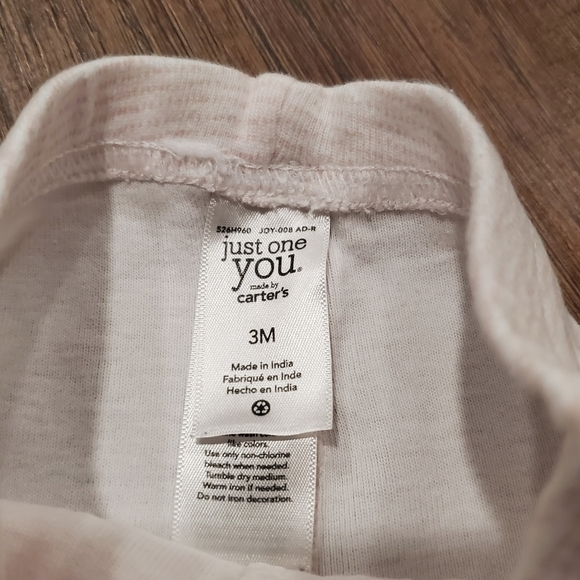 526H960 JOY-008 AD-R
just one
you®
made by
carter's
3M
Made in India
Fabriqué en Inde
Hecho en India
like colors.
Use only non-chlorine
bleach when needed.
Tumble dry medium.
Warm iron if needed.
Do not iron decoration.